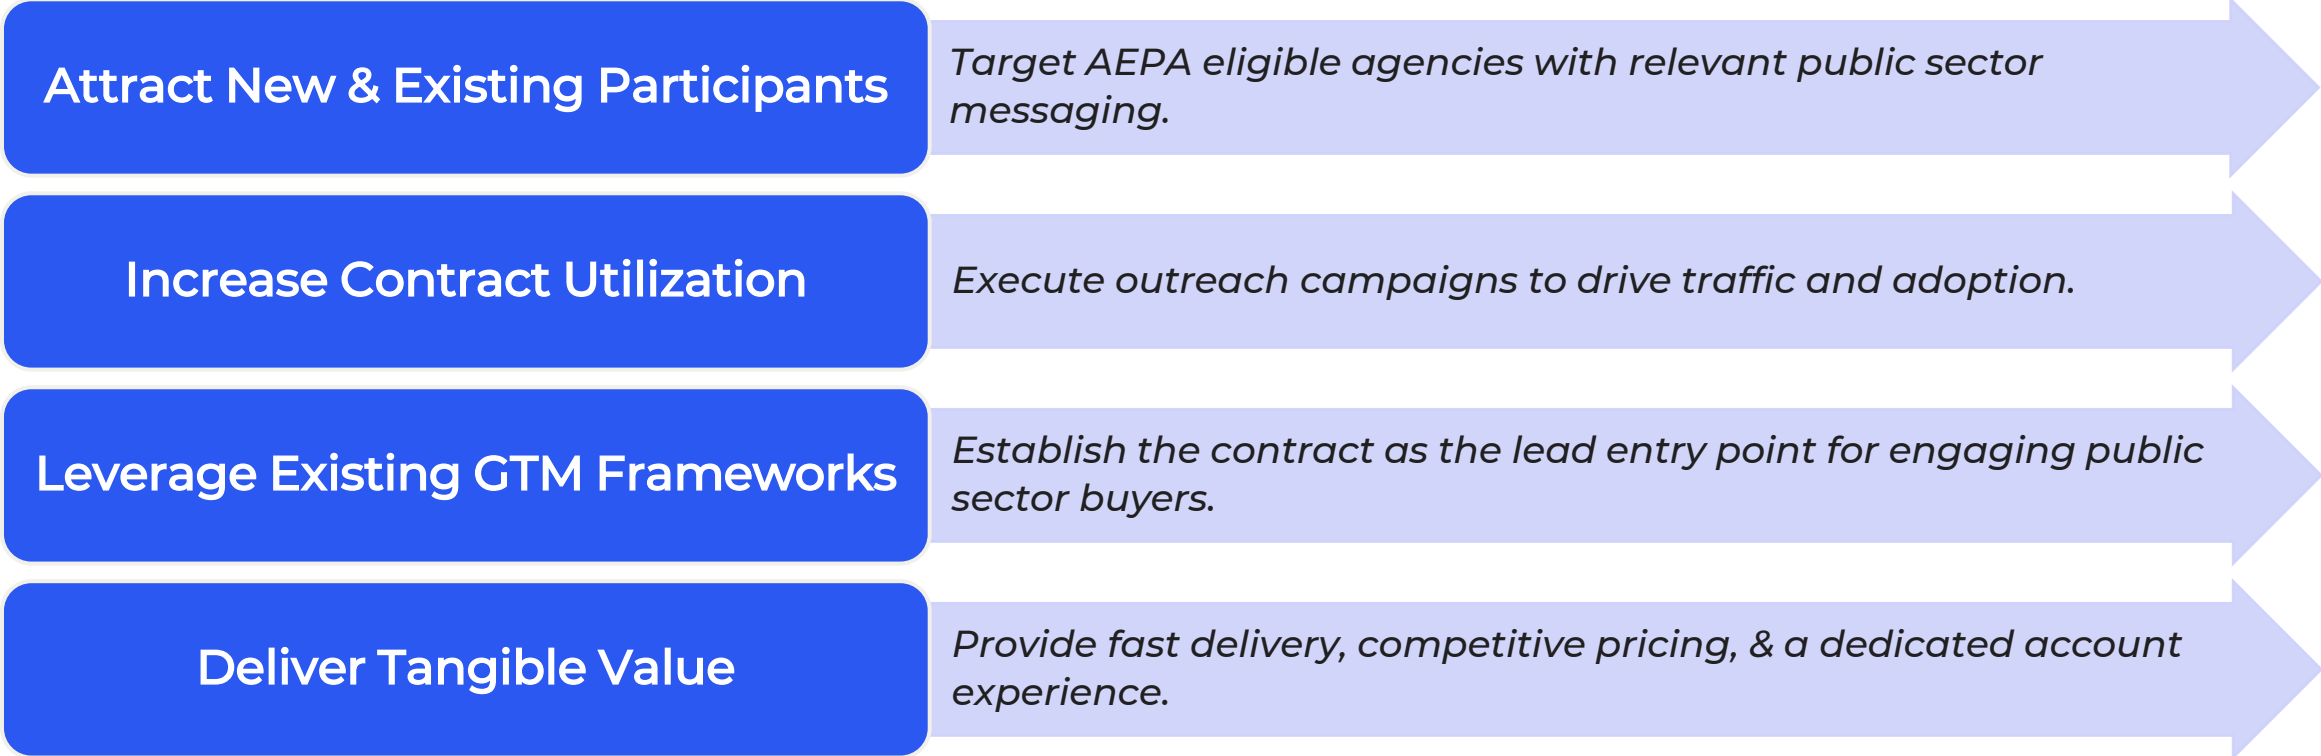 Attract New & Existing Participants
Target AEPA eligible agencies with relevant public sector
messaging.
Increase Contract Utilization
Execute outreach campaigns to drive traffic and adoption.
Leverage Existing GTM Frameworks
Establish the contract as the lead entry point for engaging public
sector buyers.
Deliver Tangible Value
Provide fast delivery, competitive pricing, & a dedicated account
experience.